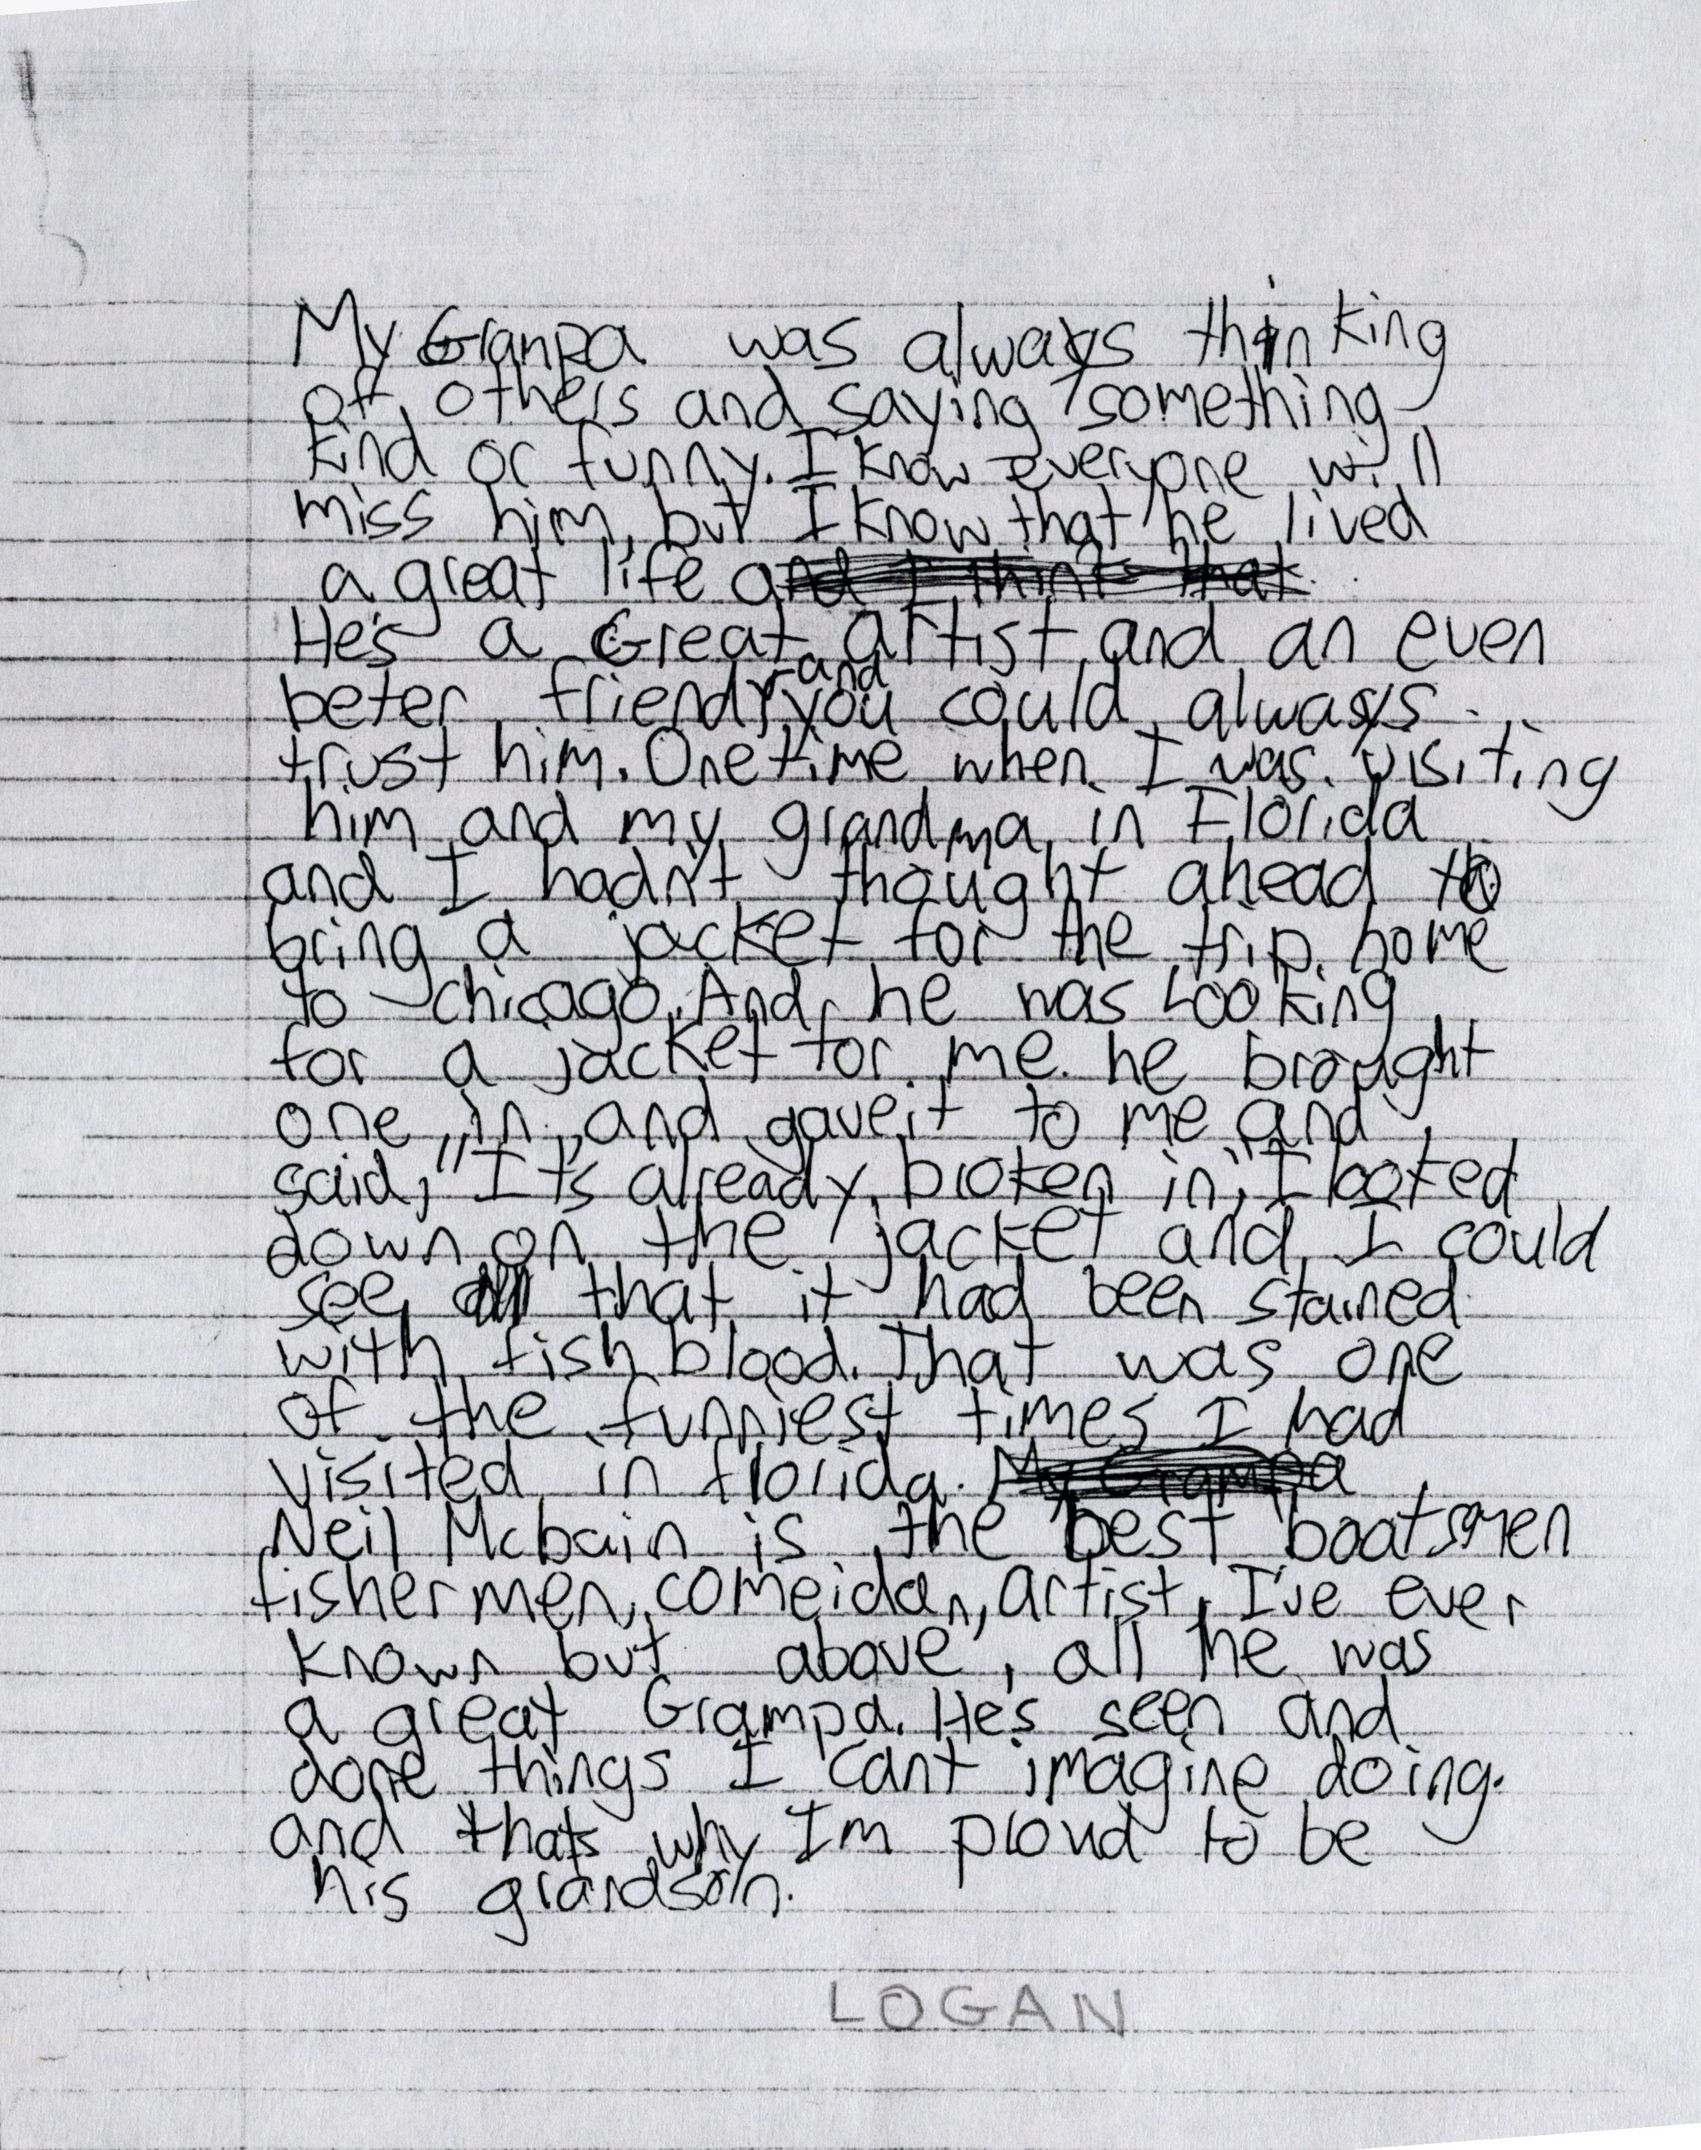 My Granpa was always thinking
of others and saying something
kind or funny. I know everyone will
miss him, but I know that he lived
a great life and I think that
He's a Great artist and an even
beter friend, and you could always
trust him. One time when I was visiting
him and my grandma in Florida
and I hadn't thought ahead to
bring a jacket for the trip home
to chicago. And he was Looking
for a jacket for me. he brought
one in, and gave it to me and
said, "It's already broken in", I looked
down on the jacket and I could
see that it had been stained
with fish blood. That was one
of the funniest times I had
visited in florida. My Grampa
Neil Mcbain is the best boatsmen
fishermen, comeidan, artist, I've ever
known but above, all he was
a great Grampa. He's seen and
done things I cant imagine doing.
and thats why Im proud to be
his grandson.
LOGAN